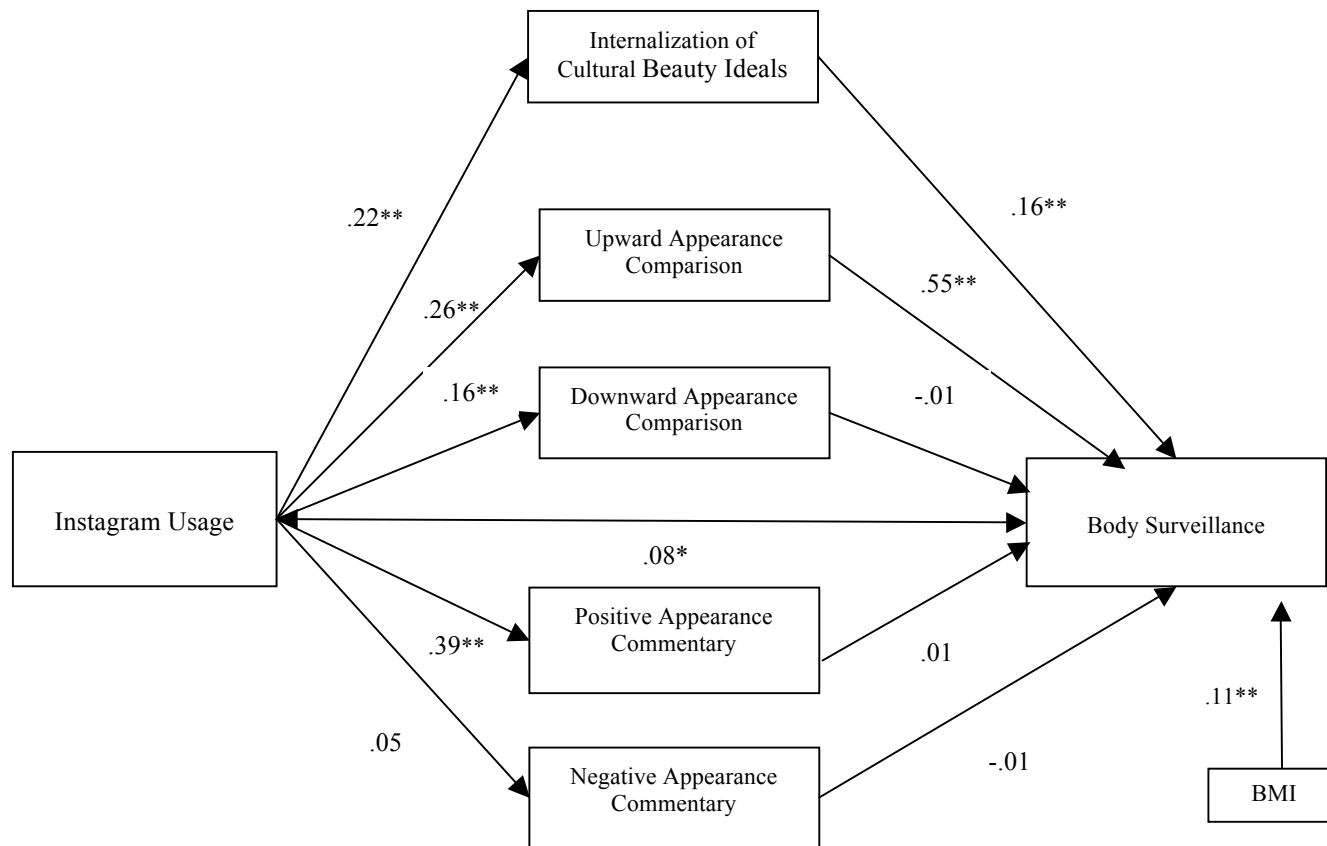 Internalization of
Cultural Beauty Ideals
.22**
.16**
Upward Appearance
Comparison
.55**
.26**
Downward Appearance
Comparison
.16**
-.01
Instagram Usage
Body Surveillance
.08*
Positive Appearance
Commentary
.39**
.01
.11**
.05
-.01
Negative Appearance
Commentary
BMI